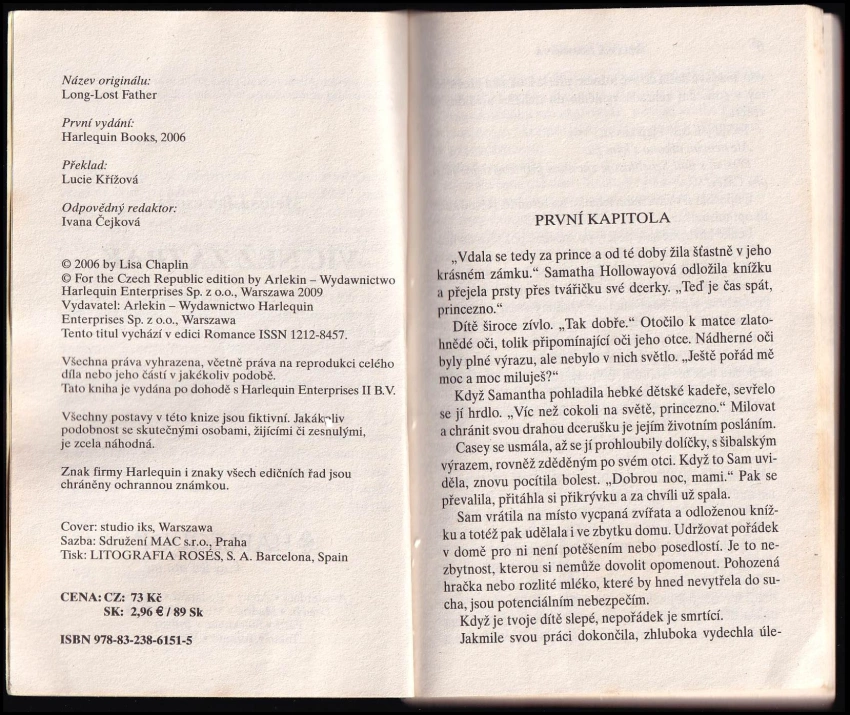 Název originálu:
Long-Lost Father
První vydání:
Harlequin Books, 2006
Překlad:
Lucie Křížová
Odpovědný redaktor:
Ivana Čejková
© 2006 by Lisa Chaplin
© For the Czech Republic edition by Arlekin – Wydawnictwo
Harlequin Enterprises Sp. z o.o., Warszawa 2009
Vydavatel: Arlekin – Wydawnictwo Harlequin
Enterprises Sp. z o.o., Warszawa
Tento titul vychází v edici Romance ISSN 1212-8457.
Všechna práva vyhrazena, včetně práva na reprodukci celého
díla nebo jeho částí v jakékoliv podobě.
Tato kniha je vydána po dohodě s Harlequin Enterprises II B.V.
Všechny postavy v této knize jsou fiktivní. Jakákoliv
podobnost se skutečnými osobami, žijícími či zesnulými,
je zcela náhodná.
Znak firmy Harlequin i znaky všech edičních řad jsou
chráněny ochrannou známkou.
Cover: studio iks, Warszawa
Sazba: Sdružení MAC s.r.o., Praha
Tisk: LITOGRAFIA ROSÉS, S. A. Barcelona, Spain
CENA: CZ: 73 Kč
SK: 2,96 € / 89 Sk
ISBN 978-83-238-6151-5
PRVNÍ KAPITOLA
„Vdala se tedy za prince a od té doby žila šťastně v jeho
krásném zámku.“ Samatha Hollowayová odložila knížku
a přejela prsty přes tvářičku své dcerky. „Teď je čas spát,
princezno.“
Dítě široce zívlo. „Tak dobře.“ Otočilo k matce zlato-
hnědé oči, tolik připomínající oči jeho otce. Nádherné oči
byly plné výrazu, ale nebylo v nich světlo. „Ještě pořád mě
moc a moc miluješ?“
Když Samantha pohladila hebké dětské kadeře, sevřelo
se jí hrdlo. „Víc než cokoli na světě, princezno.“ Milovat
a chránit svou drahou dcerušku je jejím životním posláním.
Casey se usmála, až se jí prohloubily dolíčky, s šibalským
výrazem, rovněž zděděným po svém otci. Když to Sam uvi-
děla, znovu pocítila bolest. „Dobrou noc, mami.“ Pak se
převalila, přitáhla si přikrývku a za chvíli už spala.
Sam vrátila na místo vycpaná zvířata a odloženou kníž-
ku a totéž pak udělala i ve zbytku domu. Udržovat pořádek
v domě pro ni není potěšením nebo posedlostí. Je to ne-
zbytnost, kterou si nemůže dovolit opomenout. Pohozená
hračka nebo rozlité mléko, které by hned nevytřela do su-
cha, jsou potenciálním nebezpečím.
Když je tvoje dítě slepé, nepořádek je smrtící.
Jakmile svou práci dokončila, zhluboka vydechla úle-